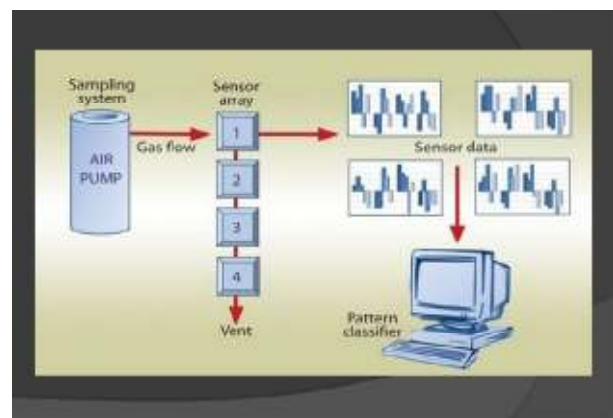 Sampling
system
AIR
PUMP
Gas flow
Sensor
array
1
2
3
4
Vent
Sensor data
Pattern
classifier